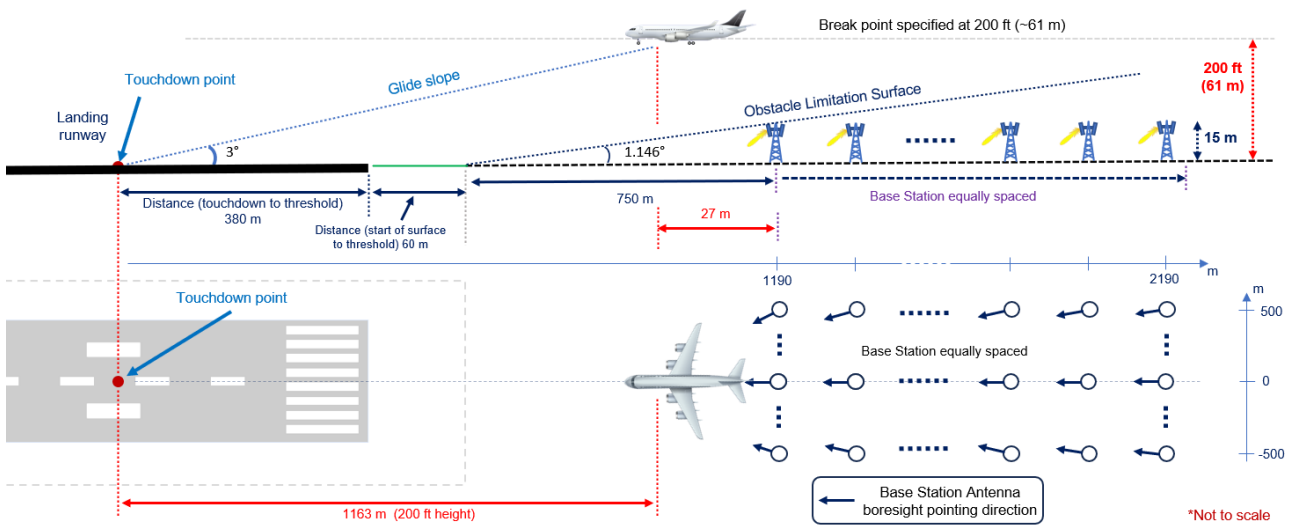 Break point specified at 200 ft (~61 m)
Touchdown point
Glide slope
Obstacle Limitation Surface
200 ft
(61 m)
Landing
runway
3°
1.146°
15 m
Distance (touchdown to threshold)
380 m
Distance (start of surface
to threshold) 60 m
750 m
Base Station equally spaced
27 m
m
1190
2190
Touchdown point
m
500
Base Station equally spaced
0
-500
Base Station Antenna
boresight pointing direction
1163 m (200 ft height)
*Not to scale